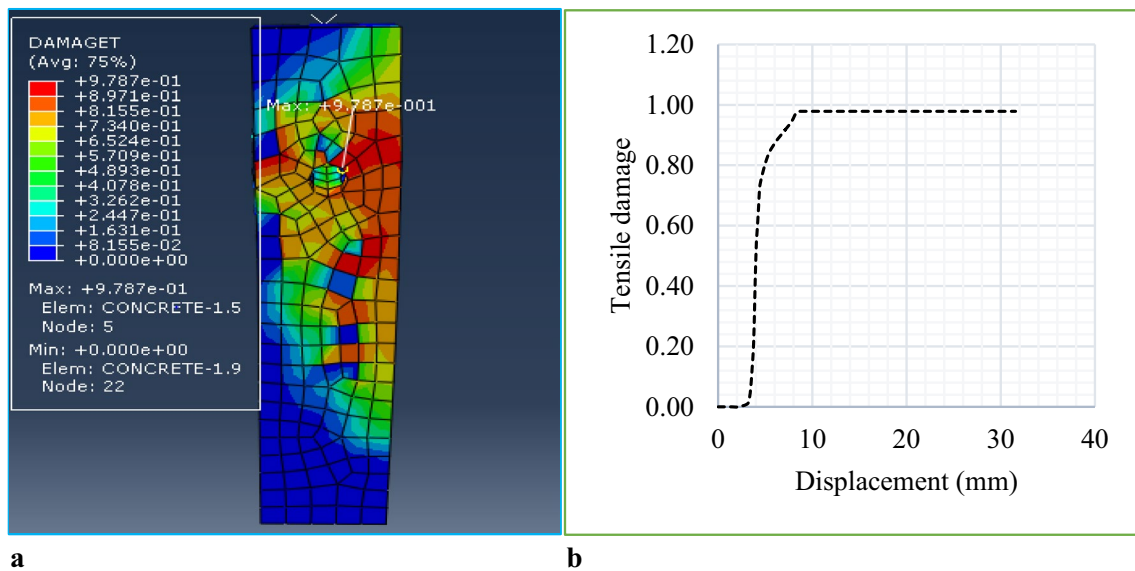 DAMAGET
(Avg: 75%)
+9.787e-01
+8.971e-01
+8.155e-01
+7.340e-01
+6.524e-01
+5.709e-01
+4.893e-01
+4.078e-01
+3.262e-01
+2.447e-01
+1.631e-01
+8.155e-02
+0.000e+00
Max: +9.787e-01
Elem: CONCRETE-1.5
Node: 5
Min: +0.000e+00
Elem: CONCRETE-1.9
Node: 22
Max: +9.787e-001
a
1.20
1.00
0.80
0.60
0.40
0.20
0.00
Tensile damage
0 10 20 30 40
Displacement (mm)
b